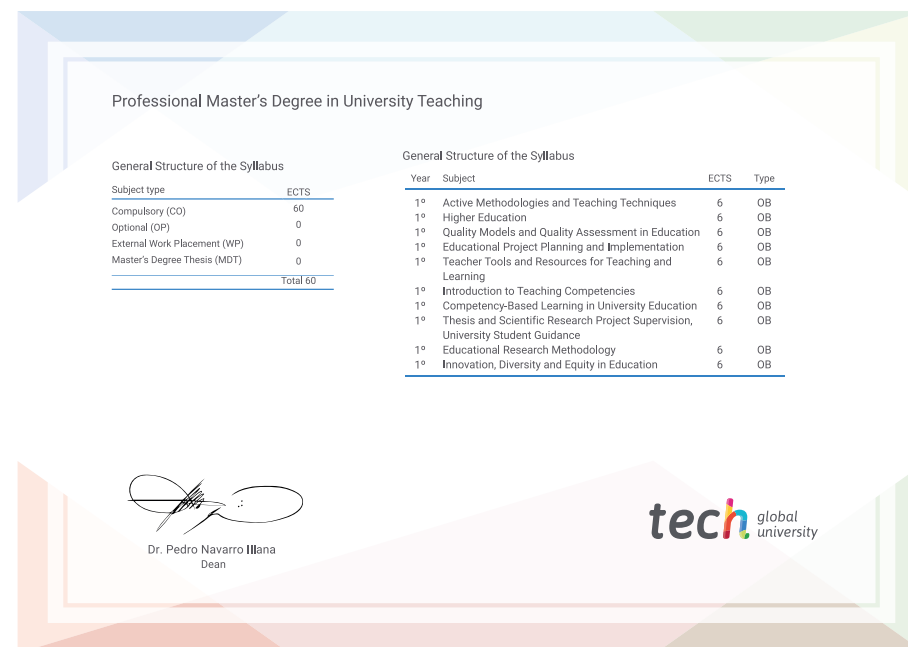 Professional Master's Degree in University Teaching
General Structure of the Syllabus
Subject type ECTS
Compulsory (CO) 60
Optional (OP) 0
External Work Placement (WP) 0
Master's Degree Thesis (MDT) 0
Total 60
General Structure of the Syllabus
Year Subject ECTS Type
1º Active Methodologies and Teaching Techniques 6 OB
1º Higher Education 6 OB
1º Quality Models and Quality Assessment in Education 6 OB
1º Educational Project Planning and Implementation 6 OB
1º Teacher Tools and Resources for Teaching and 6 OB
Learning
1º Introduction to Teaching Competencies 6 OB
1º Competency-Based Learning in University Education 6 OB
1º Thesis and Scientific Research Project Supervision, 6 OB
University Student Guidance
1º Educational Research Methodology 6 OB
1º Innovation, Diversity and Equity in Education 6 OB
Dr. Pedro Navarro Illana
Dean
tech global
university